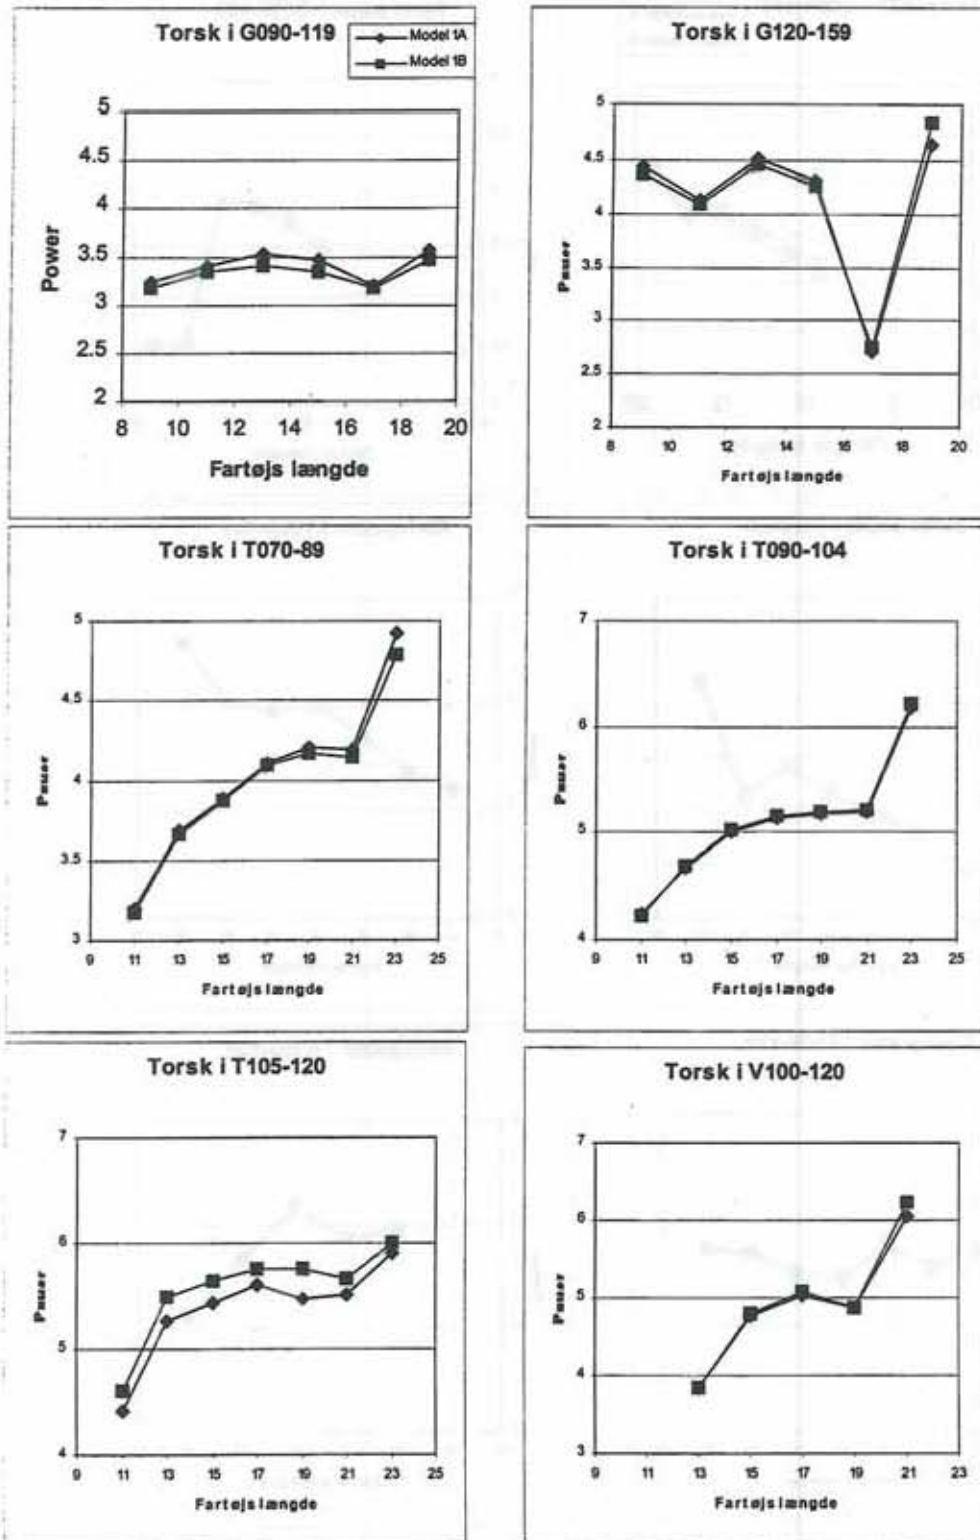 Torsk i G090-119
Model 1A
Model 1B
5
4.5
4
3.5
3
2.5
2
Power
8 10 12 14 16 18 20
Fartøjs længde
Torsk i G120-159
5
4.5
4
3.5
3
2.5
2
8 10 12 14 16 18 20
Fartøjs længde
Torsk i T070-89
5
4.5
4
3.5
3
9 11 13 15 17 19 21 23 25
Fartøjs længde
Torsk i T090-104
7
6
5
4
9 11 13 15 17 19 21 23 25
Fartøjs længde
Torsk i T105-120
7
6
5
4
9 11 13 15 17 19 21 23 25
Fartøjs længde
Torsk i V100-120
7
6
5
4
3
9 11 13 15 17 19 21 23
Fartøjs længde